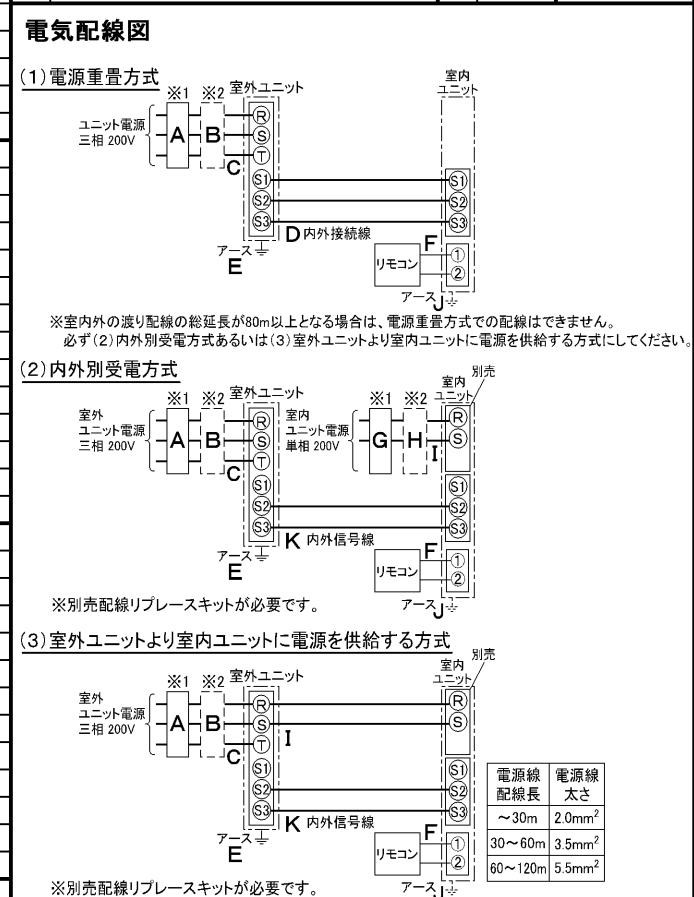 電気配線図
(1)電源重畳方式
※1 ※2 室外ユニット
室内
ユニット
ユニット電源
三相 200V
A B C
R
S
T
S1
S2
S3
S1
S2
S3
D 内外接続線
アース
E
リモコン
F
①
②
アース J
※室内外の渡り配線の総延長が80m以上となる場合は、電源重畳方式での配線はできません。
必ず(2)内外別受電方式あるいは(3)室外ユニットより室内ユニットに電源を供給する方式にしてください。
(2)内外別受電方式
※1 ※2 室外ユニット
※1 ※2
室内
ユニット
別売
室外
ユニット電源
三相 200V
A B C
R
S
T
S1
S2
S3
室内
ユニット電源
単相 200V
G H I
R
S
S1
S2
S3
K 内外信号線
アース
E
リモコン
F
①
②
アース J
※別売配線リプレースキットが必要です。
(3)室外ユニットより室内ユニットに電源を供給する方式
※1 ※2 室外ユニット
室内
ユニット
別売
室外
ユニット電源
三相 200V
A B C
R
S
T
S1
S2
S3
I
R
S
S1
S2
S3
K 内外信号線
アース
E
リモコン
F
①
②
アース J
※別売配線リプレースキットが必要です。
電源線配線長 電源線太さ
～30m 2.0mm²
30～60m 3.5mm²
60～120m 5.5mm²